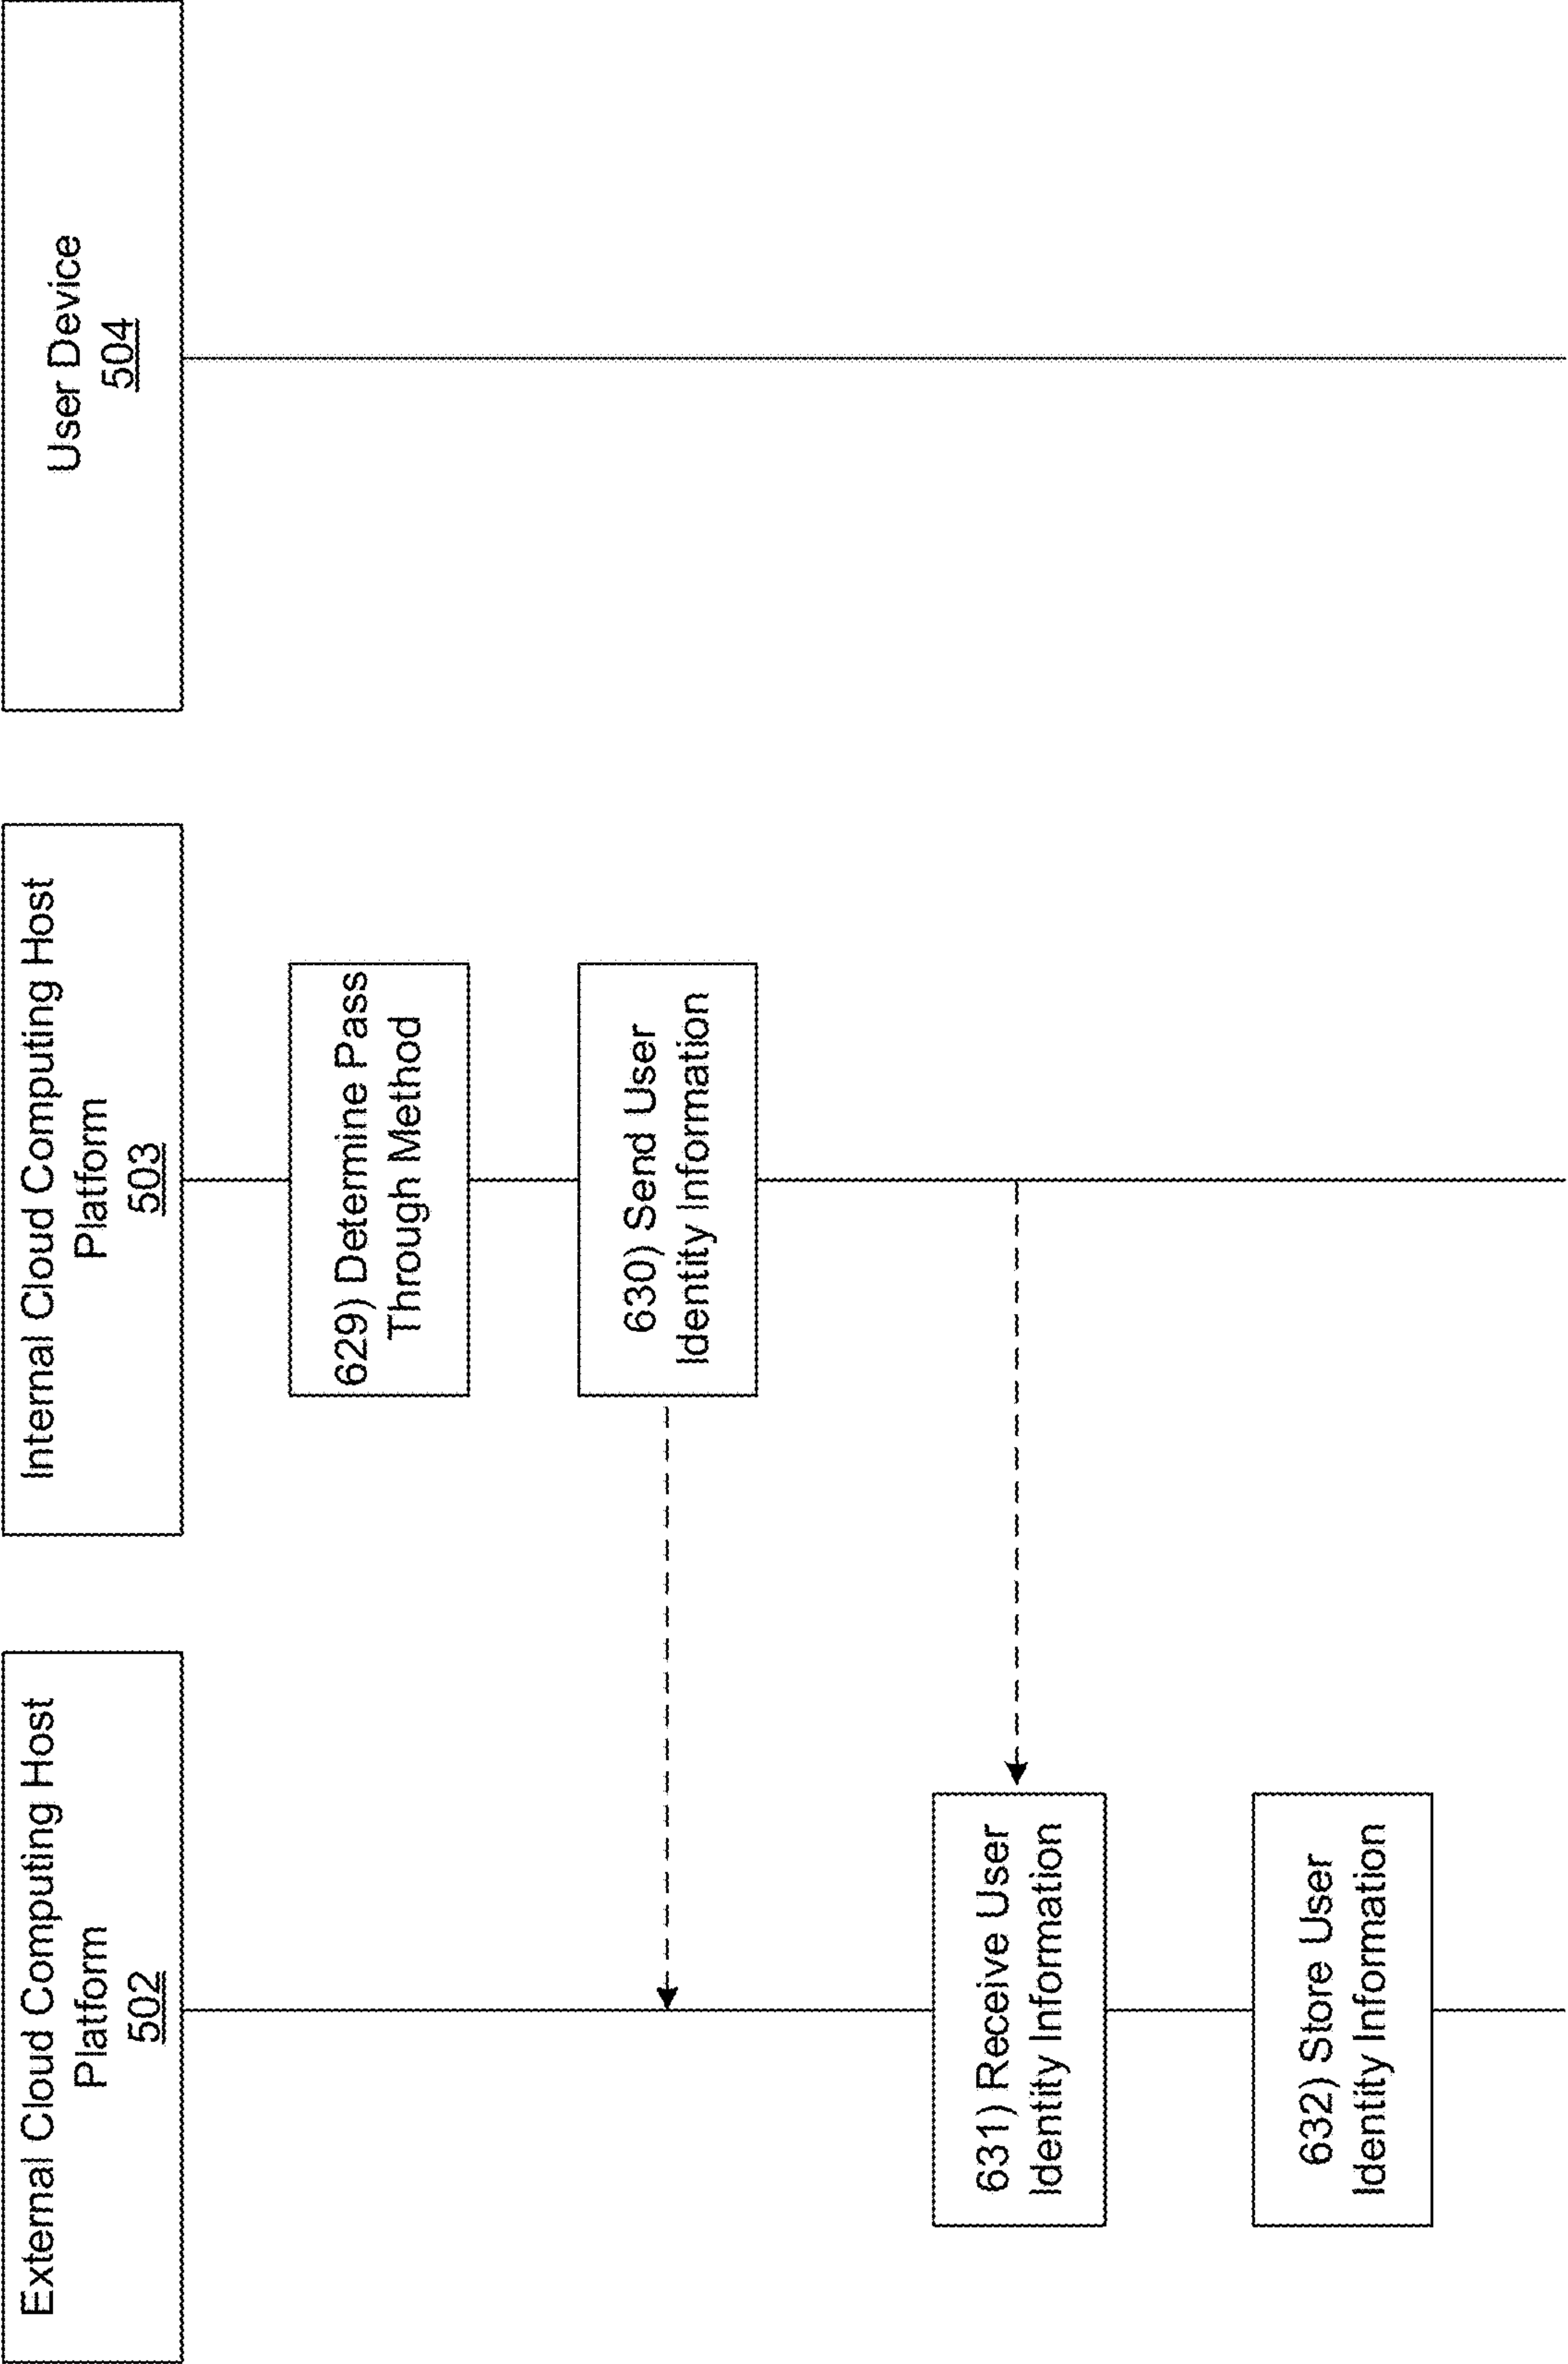 External Cloud Computing Host
Platform
502
Internal Cloud Computing Host
Platform
503
User Device
504
629) Determine Pass
Through Method
630) Send User
Identity Information
631) Receive User
Identity Information
632) Store User
Identity Information